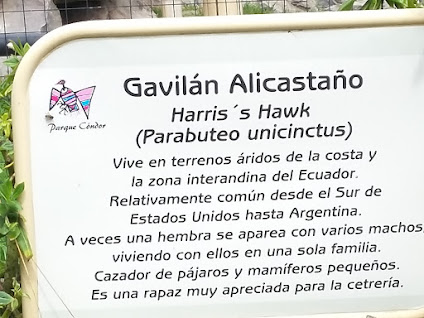 Gavilán Alicastaño
Harris´s Hawk
(Parabuteo unicinctus)
Parque Cóndor
Vive en terrenos áridos de la costa y
la zona interandina del Ecuador.
Relativamente común desde el Sur de
Estados Unidos hasta Argentina.
A veces una hembra se aparea con varios machos,
viviendo con ellos en una sola familia.
Cazador de pájaros y mamíferos pequeños.
Es una rapaz muy apreciada para la cetrería.